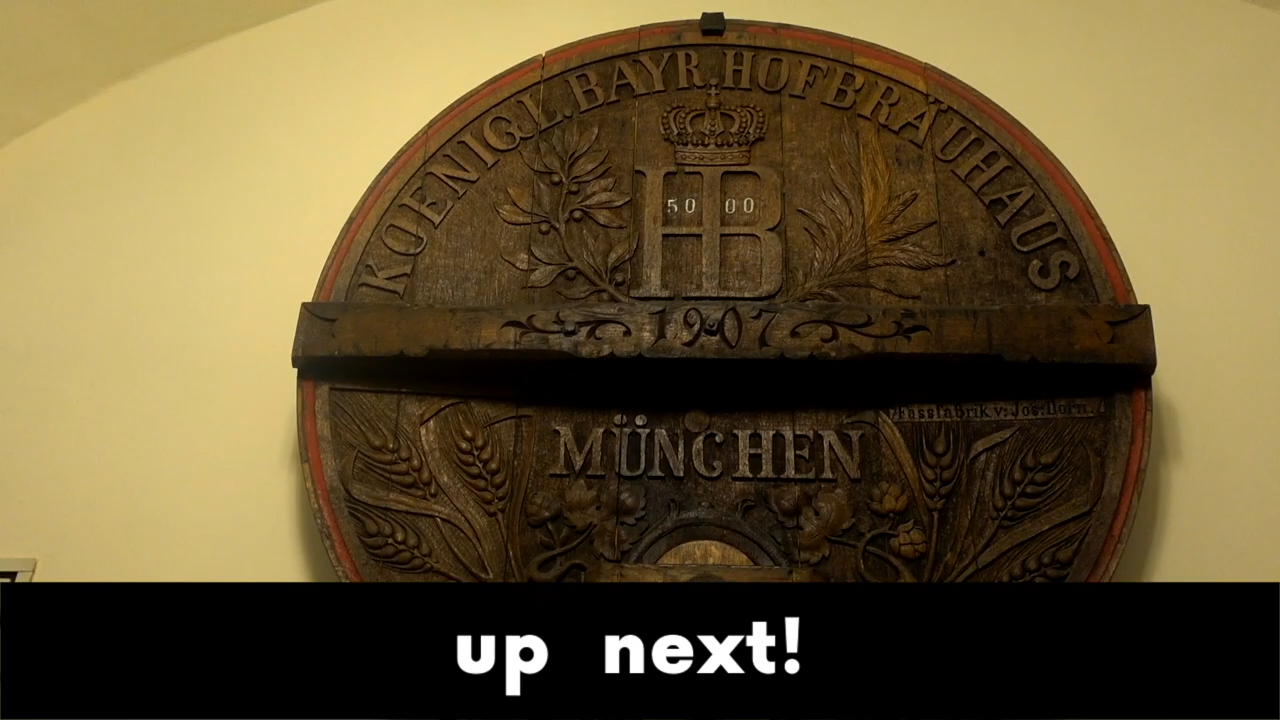 KOENIGL.BAYR.HOFBRÄUHAUS
HB
50 00
1907
Fassfabrik v: Jos: Dorn.
MÜNCHEN
up next!